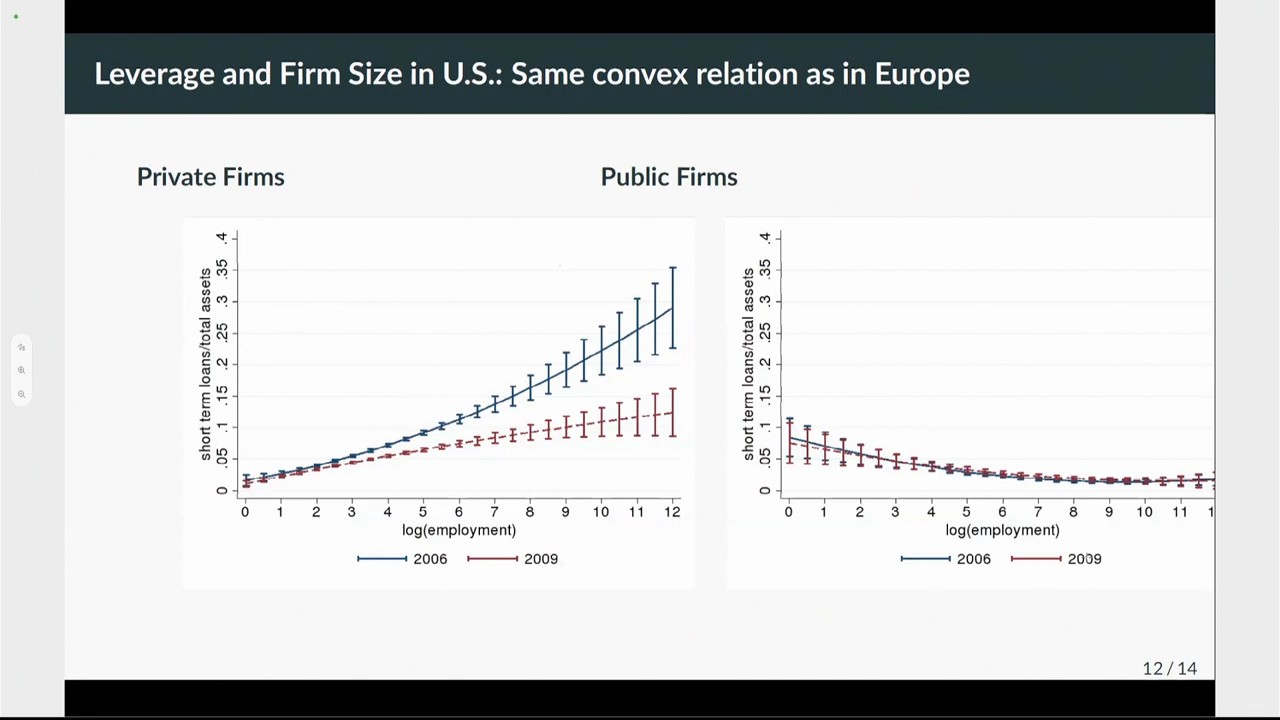 Leverage and Firm Size in U.S.: Same convex relation as in Europe
Private Firms
Public Firms
short term loans/total assets
.4
.35
.3
.25
.2
.15
.1
.05
0
0 1 2 3 4 5 6 7 8 9 10 11 12
log(employment)
2006 2009
short term loans/total assets
.4
.35
.3
.25
.2
.15
.1
.05
0
0 1 2 3 4 5 6 7 8 9 10 11
log(employment)
2006 2009
12 / 14